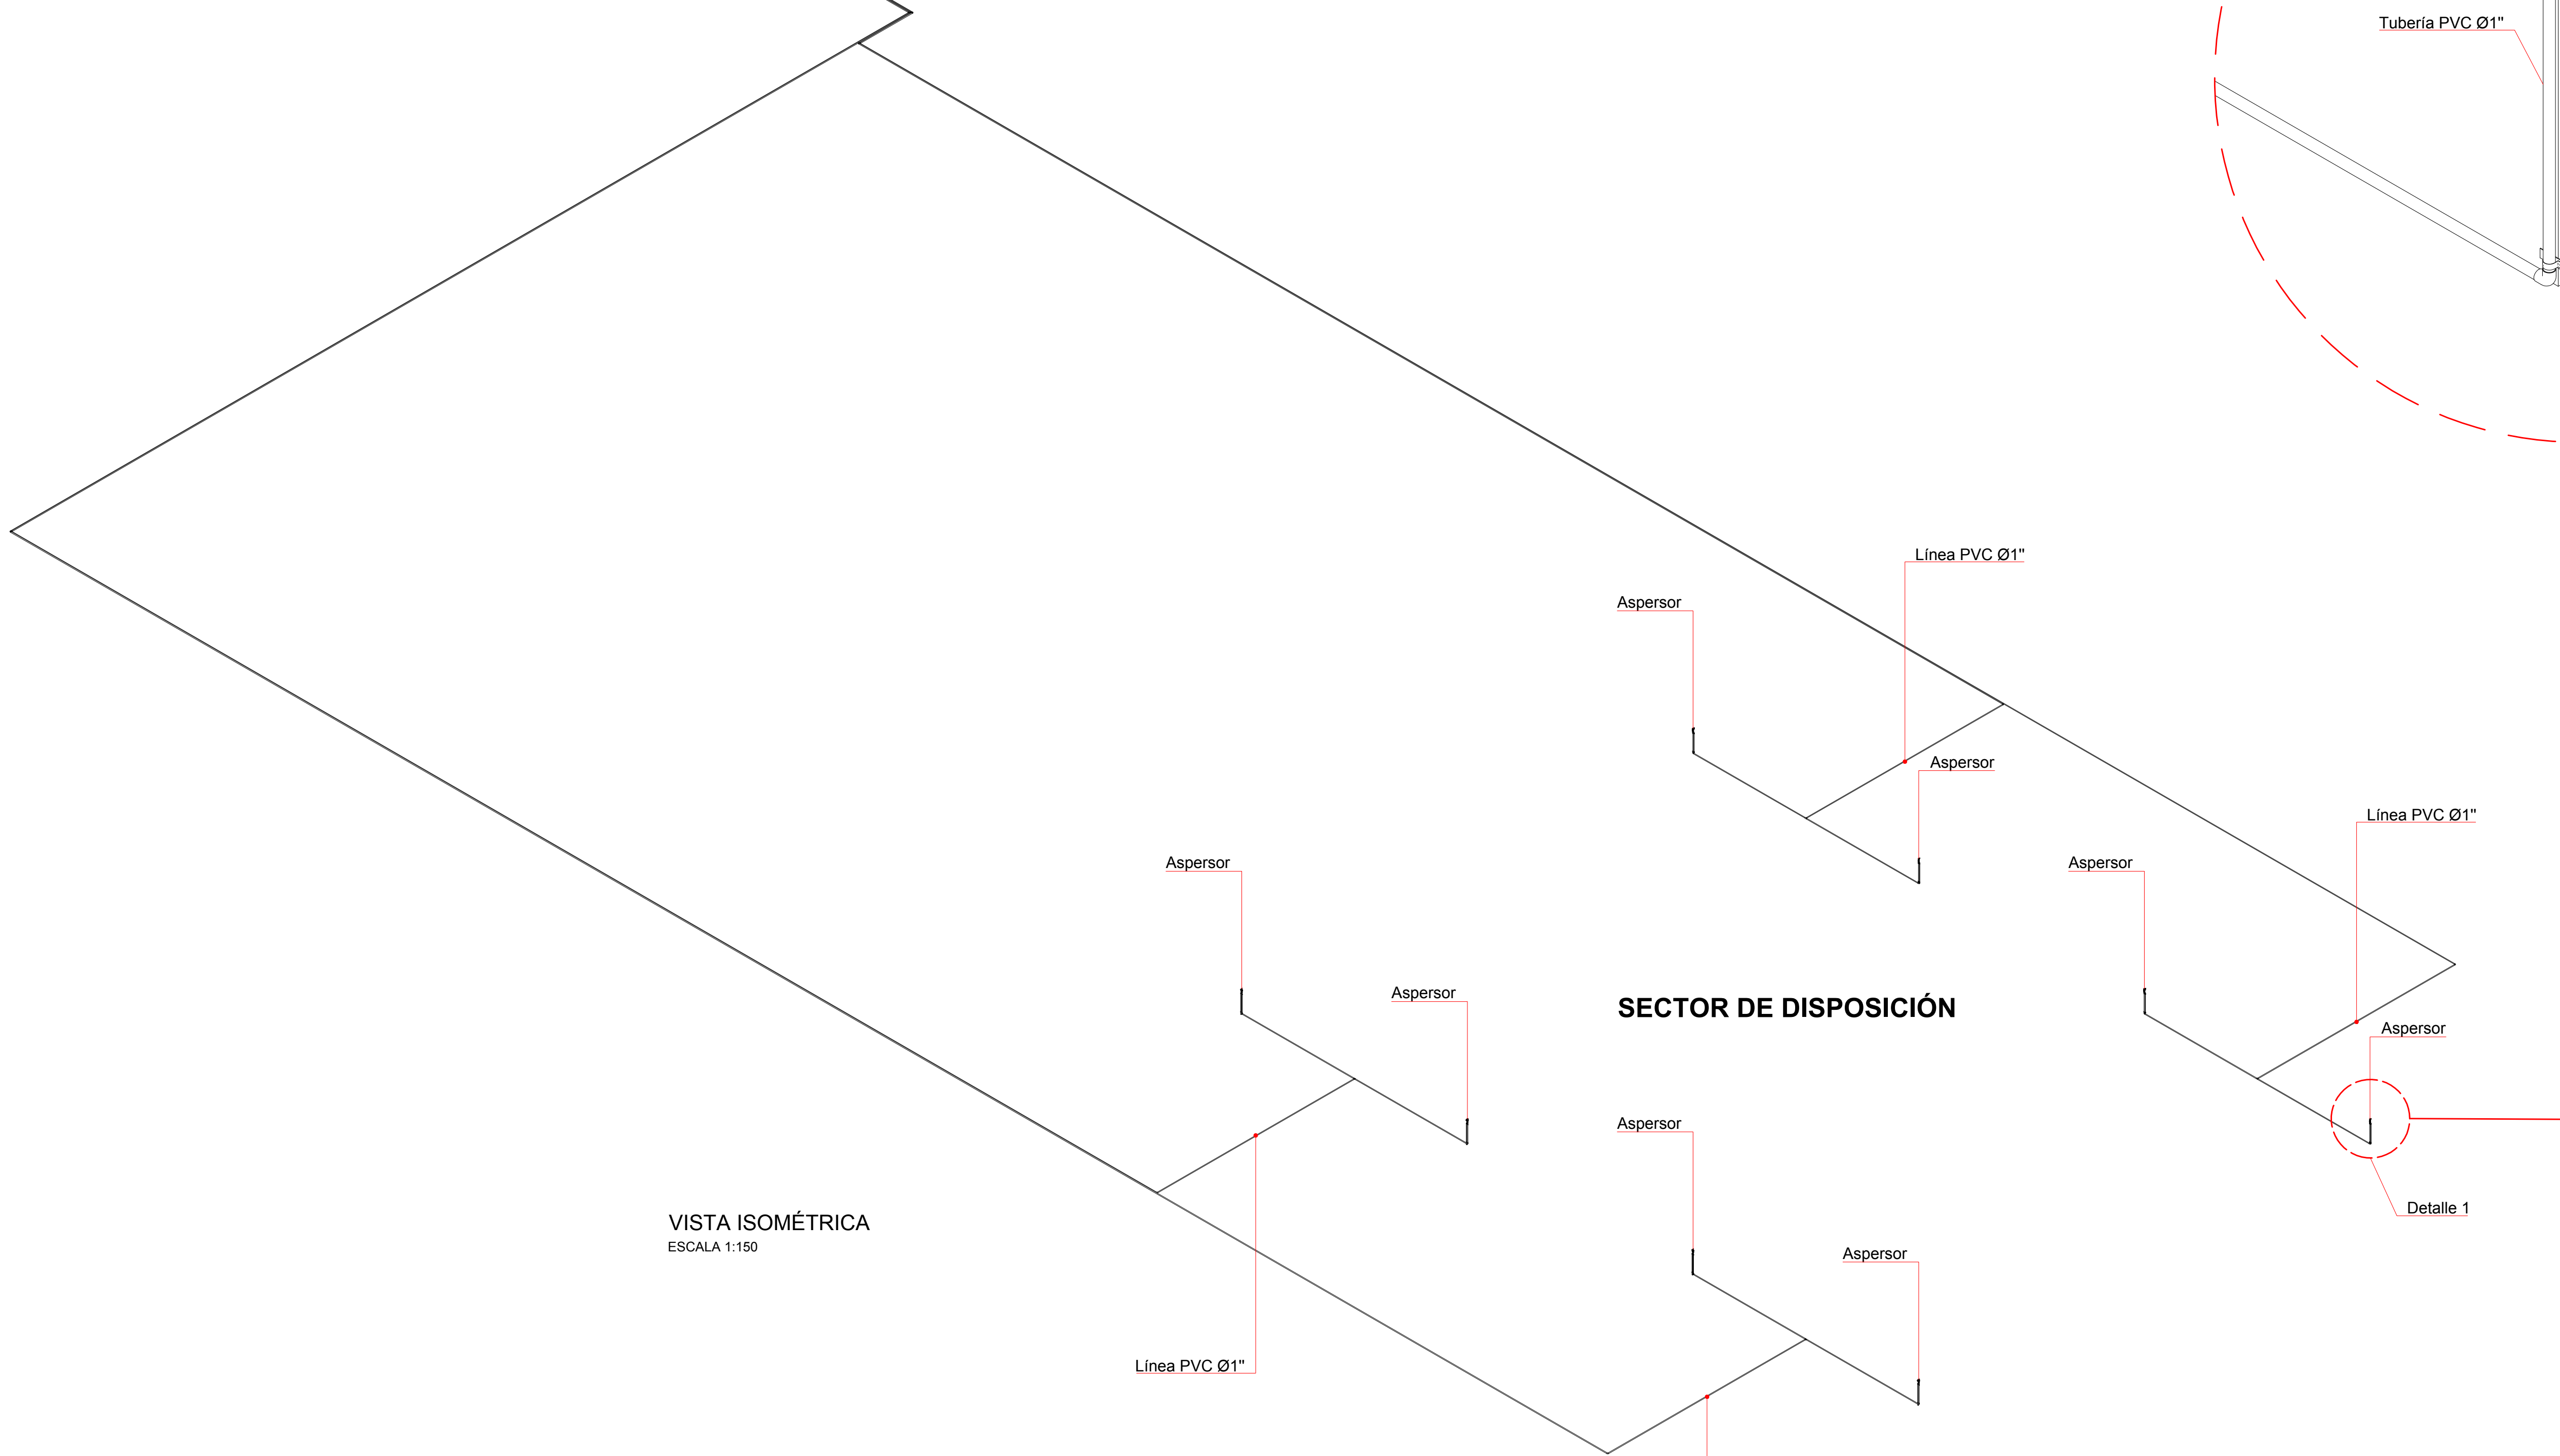 Tubería PVC Ø1"
Línea PVC Ø1"
Aspersor
Aspersor
Línea PVC Ø1"
Aspersor
Aspersor
Aspersor
SECTOR DE DISPOSICIÓN
Aspersor
Aspersor
Detalle 1
VISTA ISOMÉTRICA
ESCALA 1:150
Aspersor
Línea PVC Ø1"